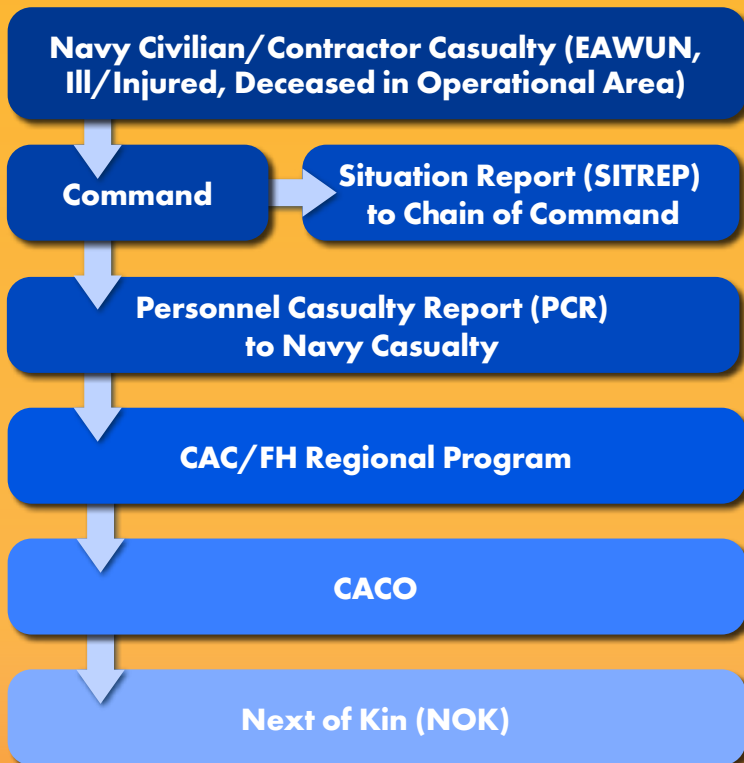 Navy Civilian/Contractor Casualty (EAWUN,
Ill/Injured, Deceased in Operational Area)
Command
Situation Report (SITREP)
to Chain of Command
Personnel Casualty Report (PCR)
to Navy Casualty
CAC/FH Regional Program
CACO
Next of Kin (NOK)